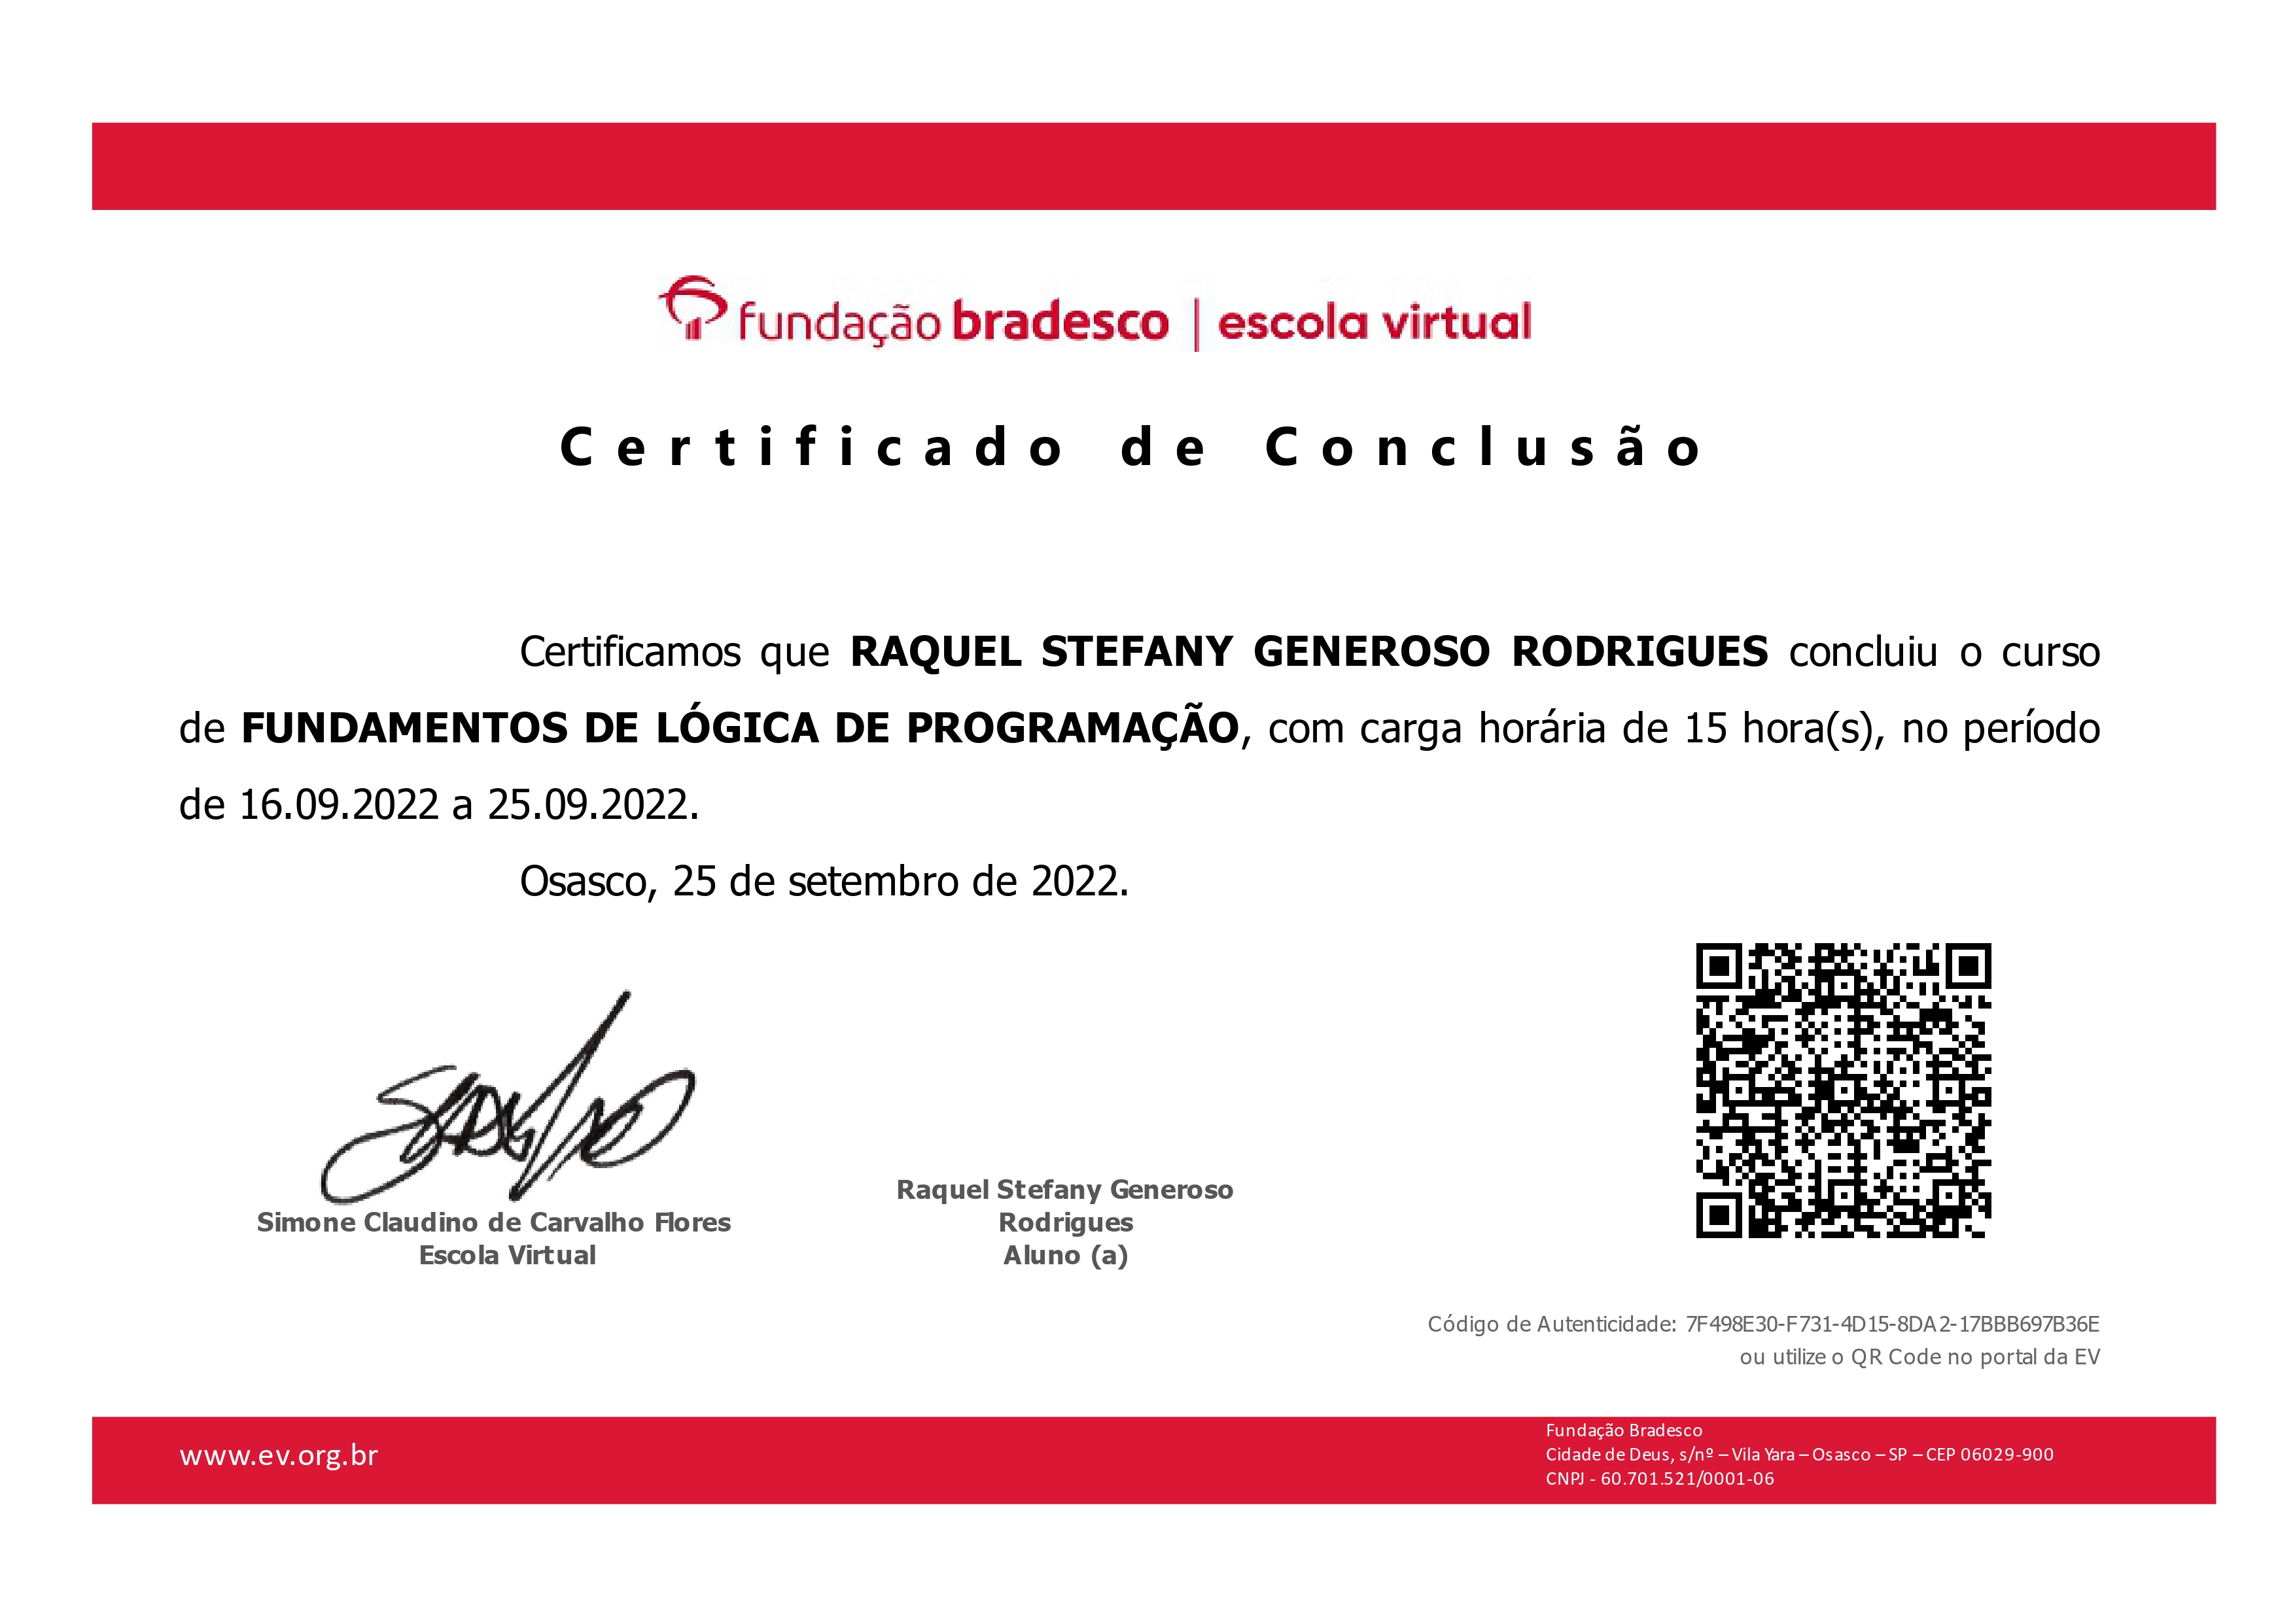 fundação bradesco | escola virtual
Certificado de Conclusão
Certificamos que RAQUEL STEFANY GENEROSO RODRIGUES concluiu o curso
de FUNDAMENTOS DE LÓGICA DE PROGRAMAÇÃO, com carga horária de 15 hora(s), no período
de 16.09.2022 a 25.09.2022.
Osasco, 25 de setembro de 2022.
Simone Claudino de Carvalho Flores
Escola Virtual
Raquel Stefany Generoso
Rodrigues
Aluno (a)
Código de Autenticidade: 7F498E30-F731-4D15-8DA2-17BBB697B36E
ou utilize o QR Code no portal da EV
www.ev.org.br
Fundação Bradesco
Cidade de Deus, s/nº – Vila Yara – Osasco – SP – CEP 06029-900
CNPJ - 60.701.521/0001-06